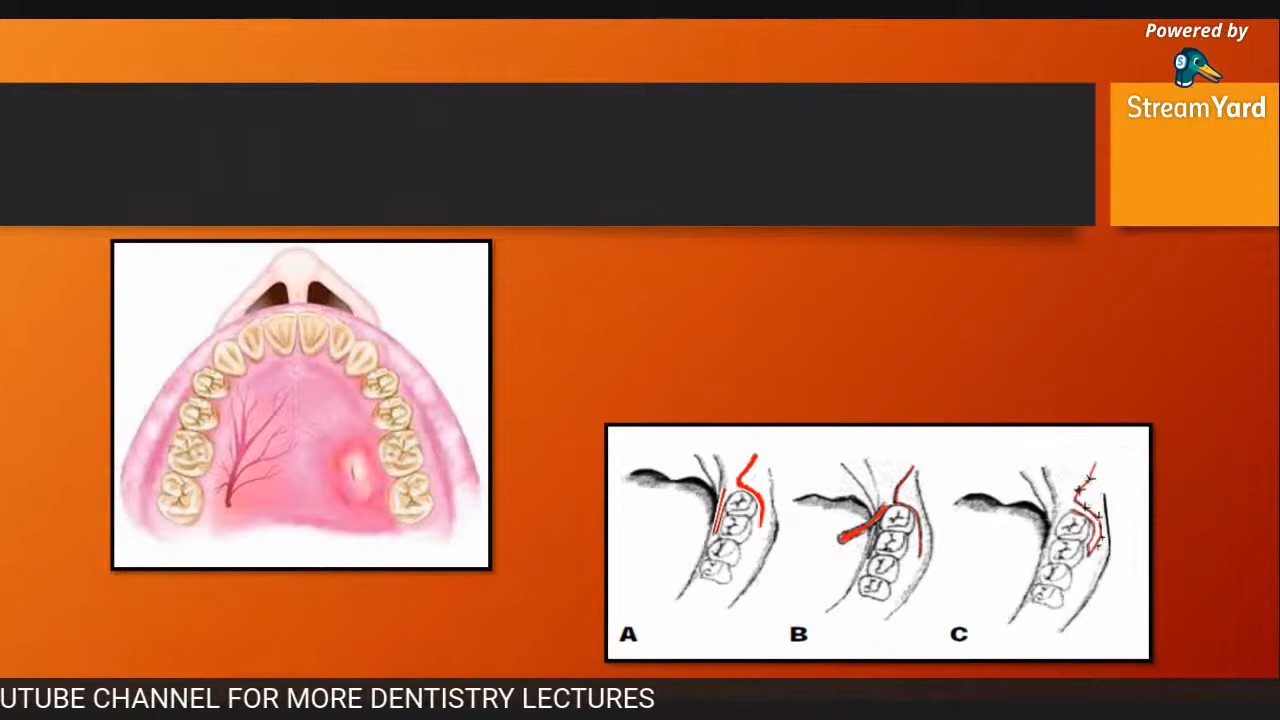 Powered by
StreamYard
A
B
C
UTUBE CHANNEL FOR MORE DENTISTRY LECTURES